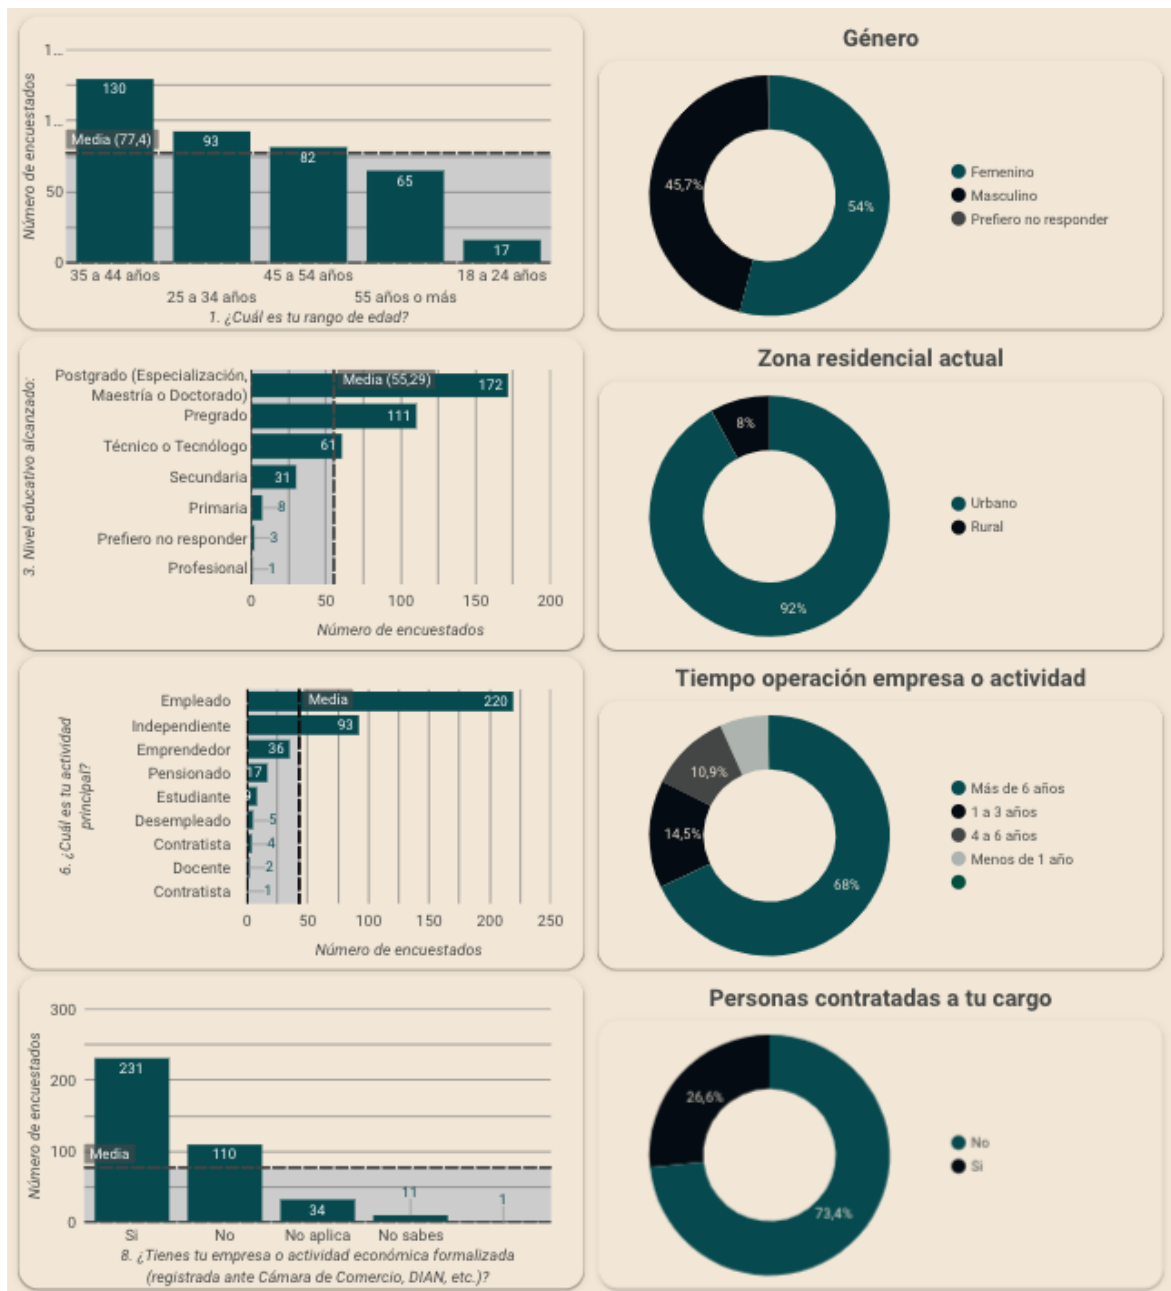 Número de encuestados
1...
1...
50
0
130
Media (77,4)
93
82
65
17
35 a 44 años
45 a 54 años
18 a 24 años
25 a 34 años
55 años o más
1. ¿Cuál es tu rango de edad?
Género
45,7%
54%
Femenino
Masculino
Prefiero no responder
3. Nivel educativo alcanzado:
Postgrado (Especialización,
Maestría o Doctorado)
Media (55,29)
172
Pregrado
111
Técnico o Tecnólogo
61
Secundaria
31
Primaria
8
Prefiero no responder
3
Profesional
1
0
50
100
150
200
Número de encuestados
Zona residencial actual
8%
92%
Urbano
Rural
6. ¿Cuál es tu actividad
principal?
Empleado
Media
220
Independiente
93
Emprendedor
36
Pensionado
17
Estudiante
9
Desempleado
5
Contratista
4
Docente
2
Contratista
1
0
50
100
150
200
250
Número de encuestados
Tiempo operación empresa o actividad
10,9%
14,5%
68%
Más de 6 años
1 a 3 años
4 a 6 años
Menos de 1 año
Número de encuestados
300
200
100
0
231
Media
110
34
11
1
Si
No
No aplica
No sabes
8. ¿Tienes tu empresa o actividad económica formalizada
(registrada ante Cámara de Comercio, DIAN, etc.)?
Personas contratadas a tu cargo
26,6%
73,4%
No
Si